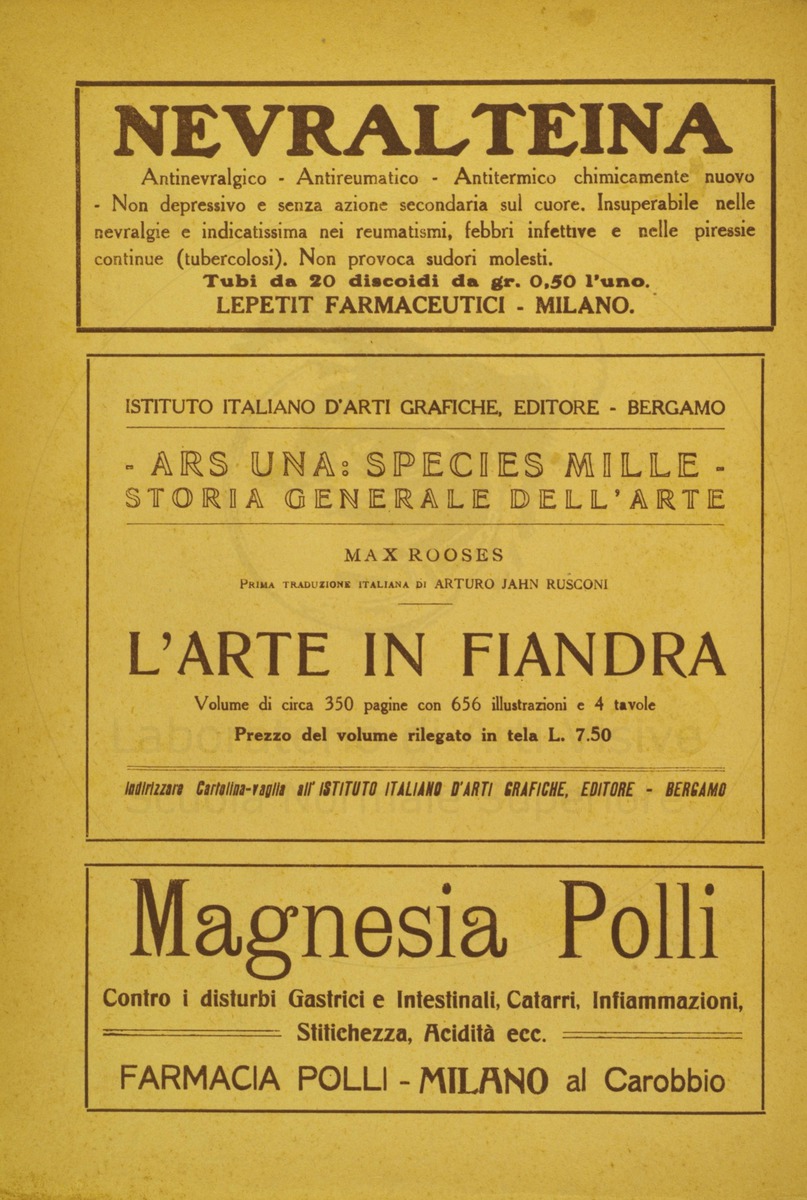 NEVRALTEINA
Antinevralgico - Antireumatico - Antitermico chimicamente nuovo
- Non depressivo e senza azione secondaria sul cuore. Insuperabile nelle
nevralgie e indicatissima nei reumatismi, febbri infettive e nelle piressie
continue (tubercolosi). Non provoca sudori molesti.
Tubi da 20 discoidi da gr. 0,50 l'uno.
LEPETIT FARMACEUTICI - MILANO.
ISTITUTO ITALIANO D'ARTI GRAFICHE, EDITORE - BERGAMO
- ARS UNA: SPECIES MILLE -
STORIA GENERALE DELL'ARTE
MAX ROOSES
PRIMA TRADUZIONE ITALIANA DI ARTURO JAHN RUSCONI
L'ARTE IN FIANDRA
Volume di circa 350 pagine con 656 illustrazioni e 4 tavole
Prezzo del volume rilegato in tela L. 7.50
Indirizzare Cartolina-vaglia all' ISTITUTO ITALIANO D'ARTI GRAFICHE, EDITORE - BERGAMO
Magnesia Polli
Contro i disturbi Gastrici e Intestinali, Catarri, Infiammazioni,
Stitichezza, Acidità ecc.
FARMACIA POLLI - MILANO al Carobbio